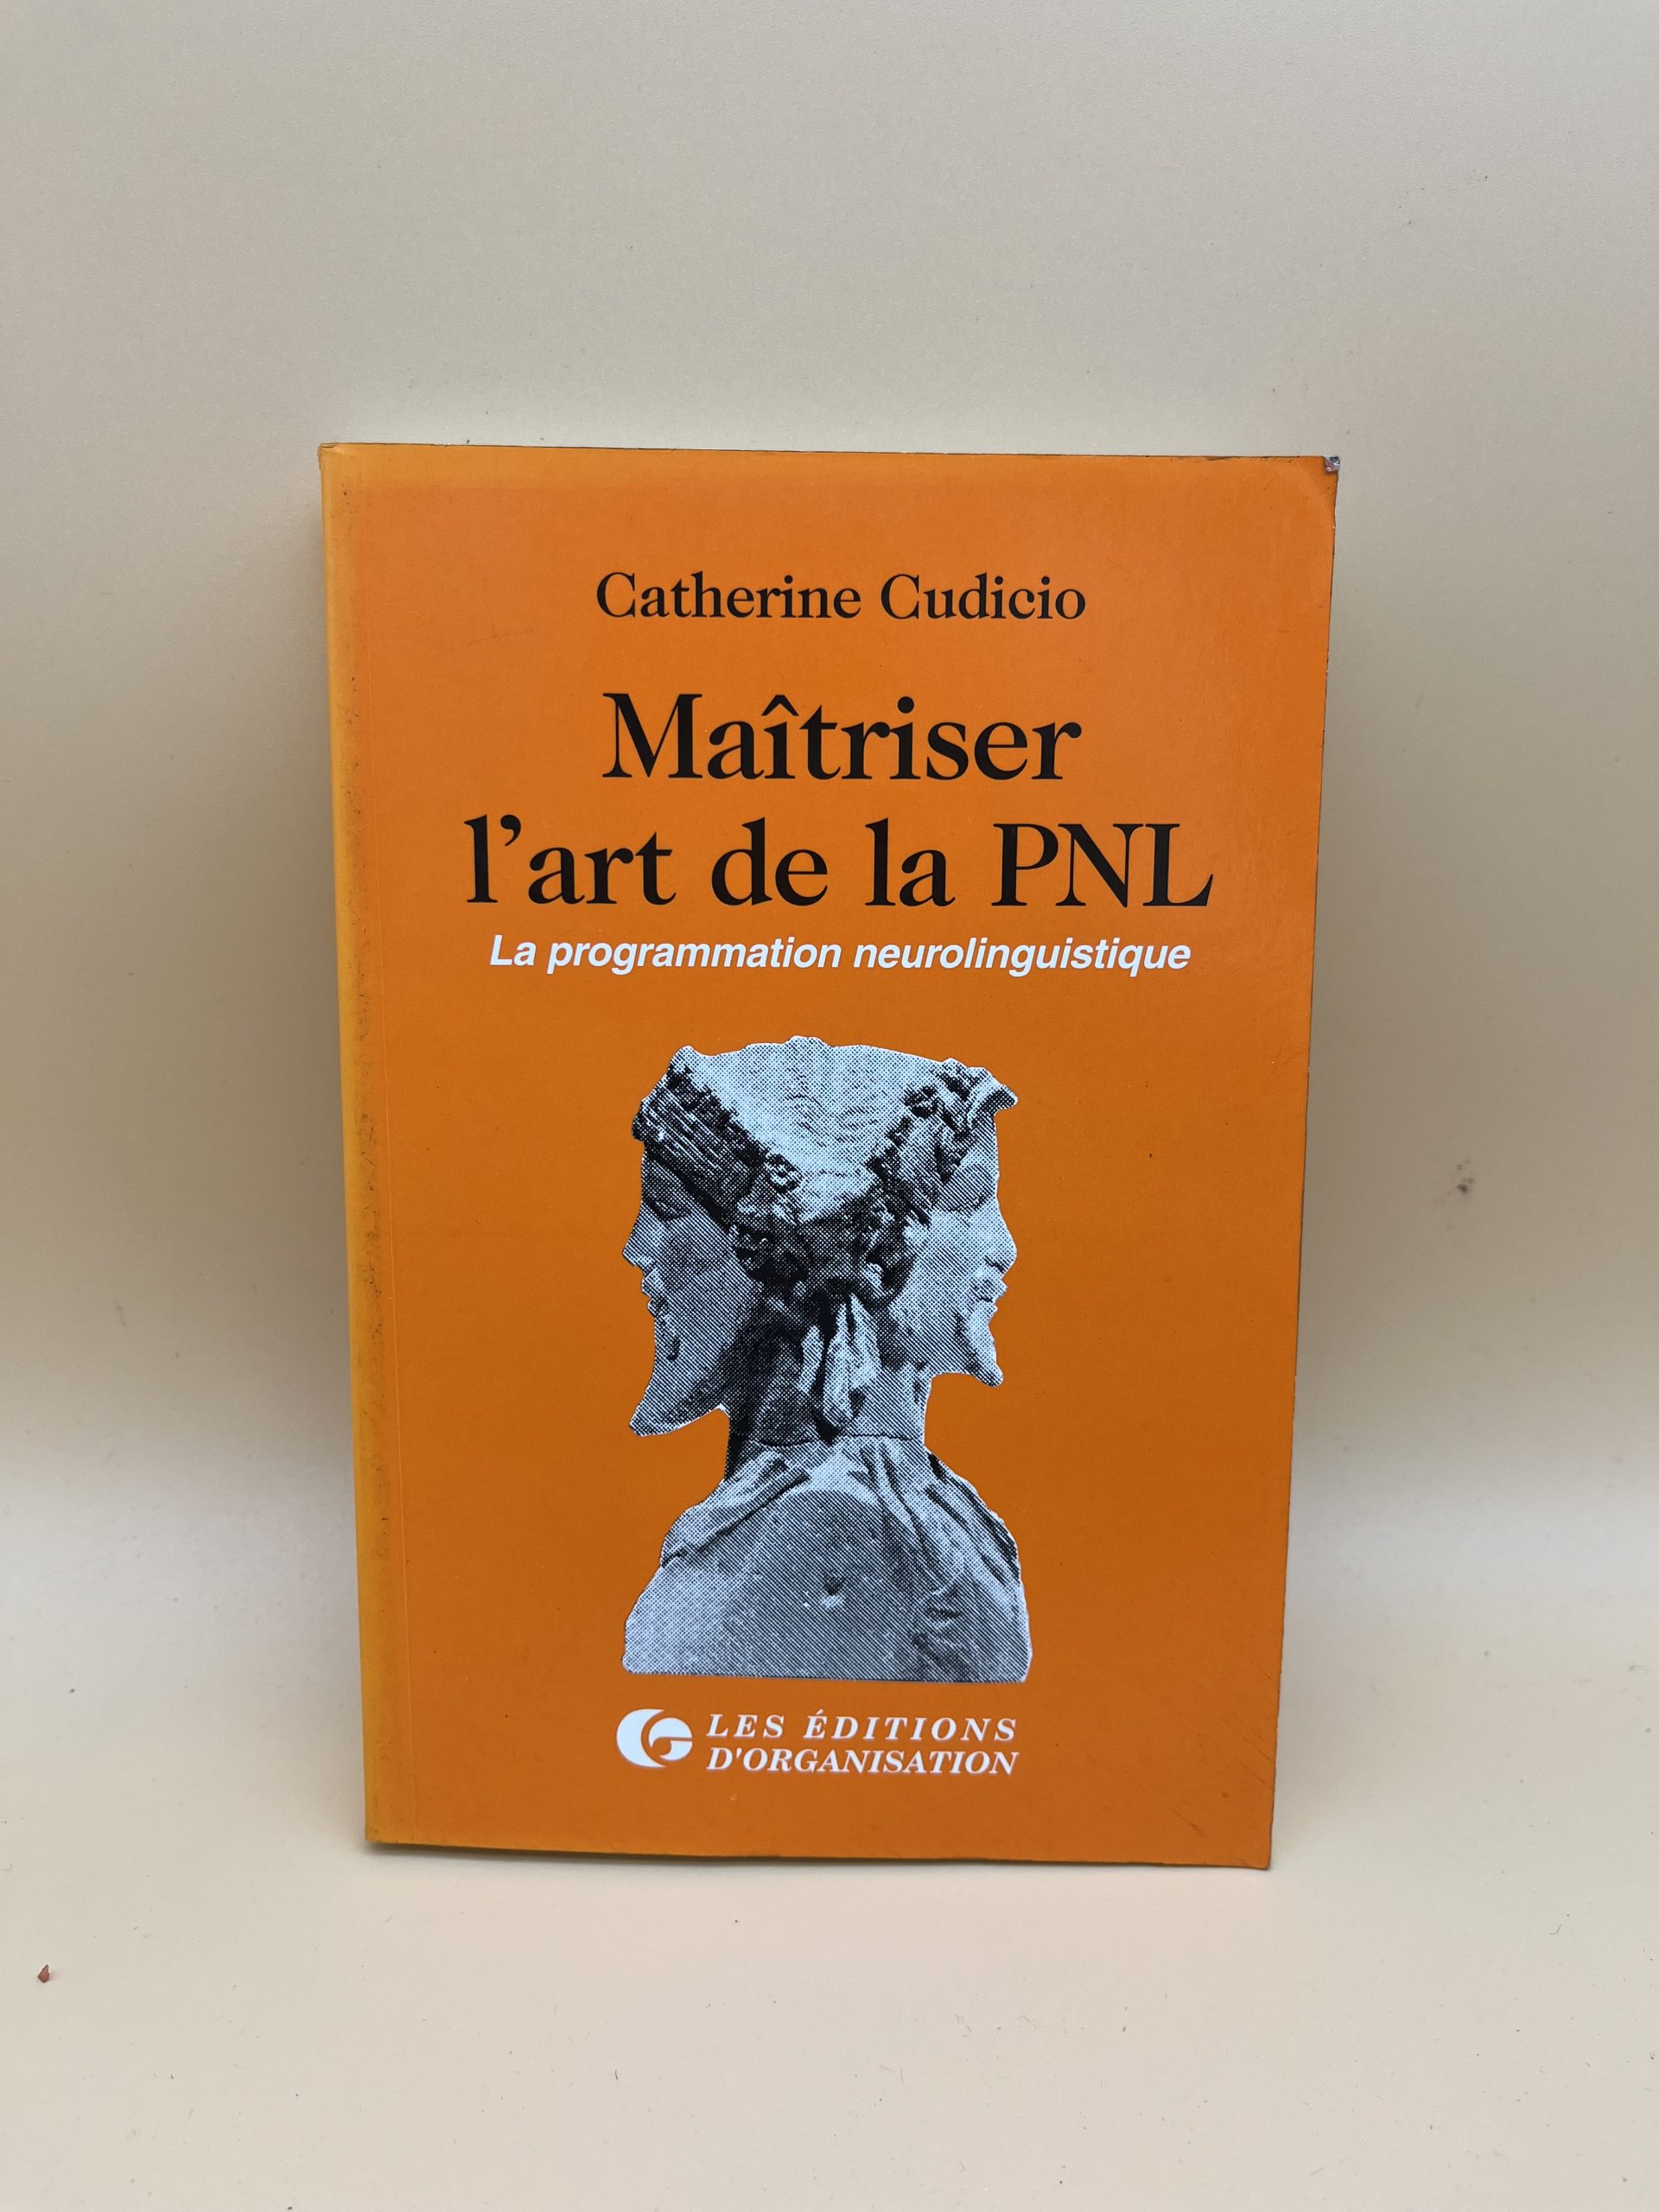 Catherine Cudicio
Maîtriser
l'art de la PNL
La programmation neurolinguistique
LES ÉDITIONS
D'ORGANISATION